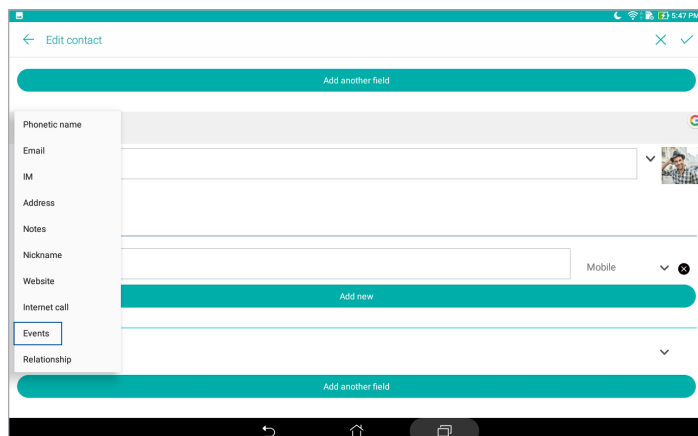 5:47 PM
Edit contact
Add another field
Phonetic name
Email
IM
Address
Notes
Nickname
Mobile
Website
Add new
Internet call
Events
Relationship
Add another field